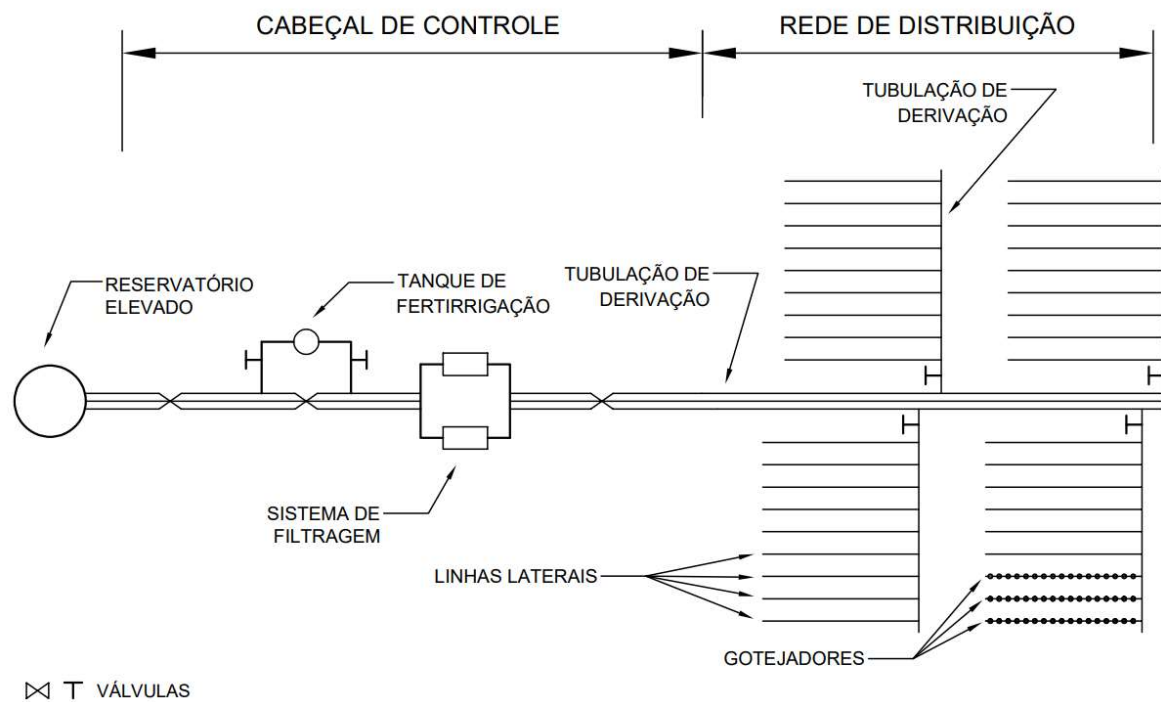 CABEÇAL DE CONTROLE
REDE DE DISTRIBUIÇÃO
TUBULAÇÃO DE
DERIVAÇÃO
RESERVATÓRIO
ELEVADO
TANQUE DE
FERTIRRIGAÇÃO
TUBULAÇÃO DE
DERIVAÇÃO
SISTEMA DE
FILTRAGEM
LINHAS LATERAIS
GOTEJADORES
VÁLVULAS